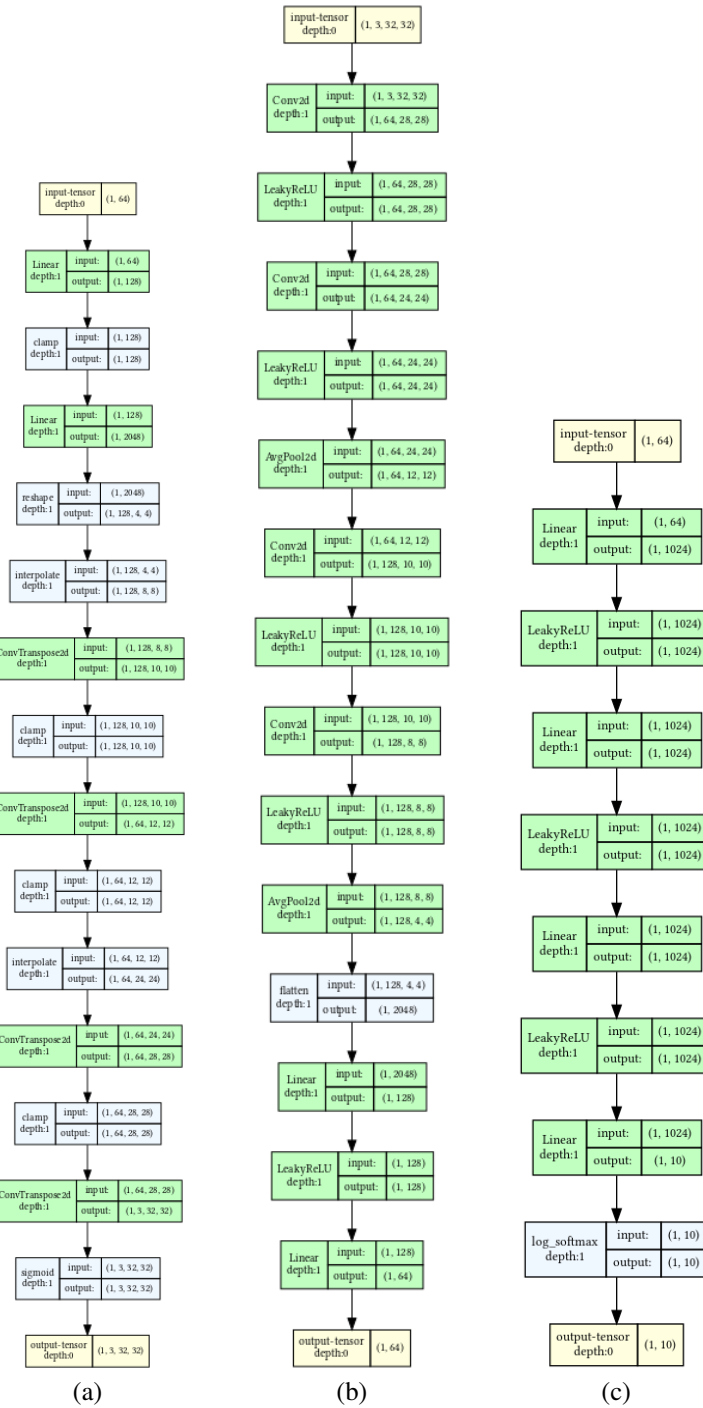 input-tensor
depth:0
(1, 64)
Linear
depth:1
input:
(1, 64)
output:
(1, 128)
clamp
depth:1
input:
(1, 128)
output:
(1, 128)
Linear
depth:1
input:
(1, 128)
output:
(1, 2048)
reshape
depth:1
input:
(1, 2048)
output:
(1, 128, 4, 4)
interpolate
depth:1
input:
(1, 128, 4, 4)
output:
(1, 128, 8, 8)
ConvTranspose2d
depth:1
input:
(1, 128, 8, 8)
output:
(1, 128, 10, 10)
clamp
depth:1
input:
(1, 128, 10, 10)
output:
(1, 128, 10, 10)
ConvTranspose2d
depth:1
input:
(1, 128, 10, 10)
output:
(1, 64, 12, 12)
clamp
depth:1
input:
(1, 64, 12, 12)
output:
(1, 64, 12, 12)
interpolate
depth:1
input:
(1, 64, 12, 12)
output:
(1, 64, 24, 24)
ConvTranspose2d
depth:1
input:
(1, 64, 24, 24)
output:
(1, 64, 28, 28)
clamp
depth:1
input:
(1, 64, 28, 28)
output:
(1, 64, 28, 28)
ConvTranspose2d
depth:1
input:
(1, 64, 28, 28)
output:
(1, 3, 32, 32)
sigmoid
depth:1
input:
(1, 3, 32, 32)
output:
(1, 3, 32, 32)
output-tensor
depth:0
(1, 3, 32, 32)
(a)
input-tensor
depth:0
(1, 3, 32, 32)
Conv2d
depth:1
input:
(1, 3, 32, 32)
output:
(1, 64, 28, 28)
LeakyReLU
depth:1
input:
(1, 64, 28, 28)
output:
(1, 64, 28, 28)
Conv2d
depth:1
input:
(1, 64, 28, 28)
output:
(1, 64, 24, 24)
LeakyReLU
depth:1
input:
(1, 64, 24, 24)
output:
(1, 64, 24, 24)
AvgPool2d
depth:1
input:
(1, 64, 24, 24)
output:
(1, 64, 12, 12)
Conv2d
depth:1
input:
(1, 64, 12, 12)
output:
(1, 128, 10, 10)
LeakyReLU
depth:1
input:
(1, 128, 10, 10)
output:
(1, 128, 10, 10)
Conv2d
depth:1
input:
(1, 128, 10, 10)
output:
(1, 128, 8, 8)
LeakyReLU
depth:1
input:
(1, 128, 8, 8)
output:
(1, 128, 8, 8)
AvgPool2d
depth:1
input:
(1, 128, 8, 8)
output:
(1, 128, 4, 4)
flatten
depth:1
input:
(1, 128, 4, 4)
output:
(1, 2048)
Linear
depth:1
input:
(1, 2048)
output:
(1, 128)
LeakyReLU
depth:1
input:
(1, 128)
output:
(1, 128)
Linear
depth:1
input:
(1, 128)
output:
(1, 64)
output-tensor
depth:0
(1, 64)
(b)
input-tensor
depth:0
(1, 64)
Linear
depth:1
input:
(1, 64)
output:
(1, 1024)
LeakyReLU
depth:1
input:
(1, 1024)
output:
(1, 1024)
Linear
depth:1
input:
(1, 1024)
output:
(1, 1024)
LeakyReLU
depth:1
input:
(1, 1024)
output:
(1, 1024)
Linear
depth:1
input:
(1, 1024)
output:
(1, 1024)
LeakyReLU
depth:1
input:
(1, 1024)
output:
(1, 1024)
Linear
depth:1
input:
(1, 1024)
output:
(1, 10)
log_softmax
depth:1
input:
(1, 10)
output:
(1, 10)
output-tensor
depth:0
(1, 10)
(c)